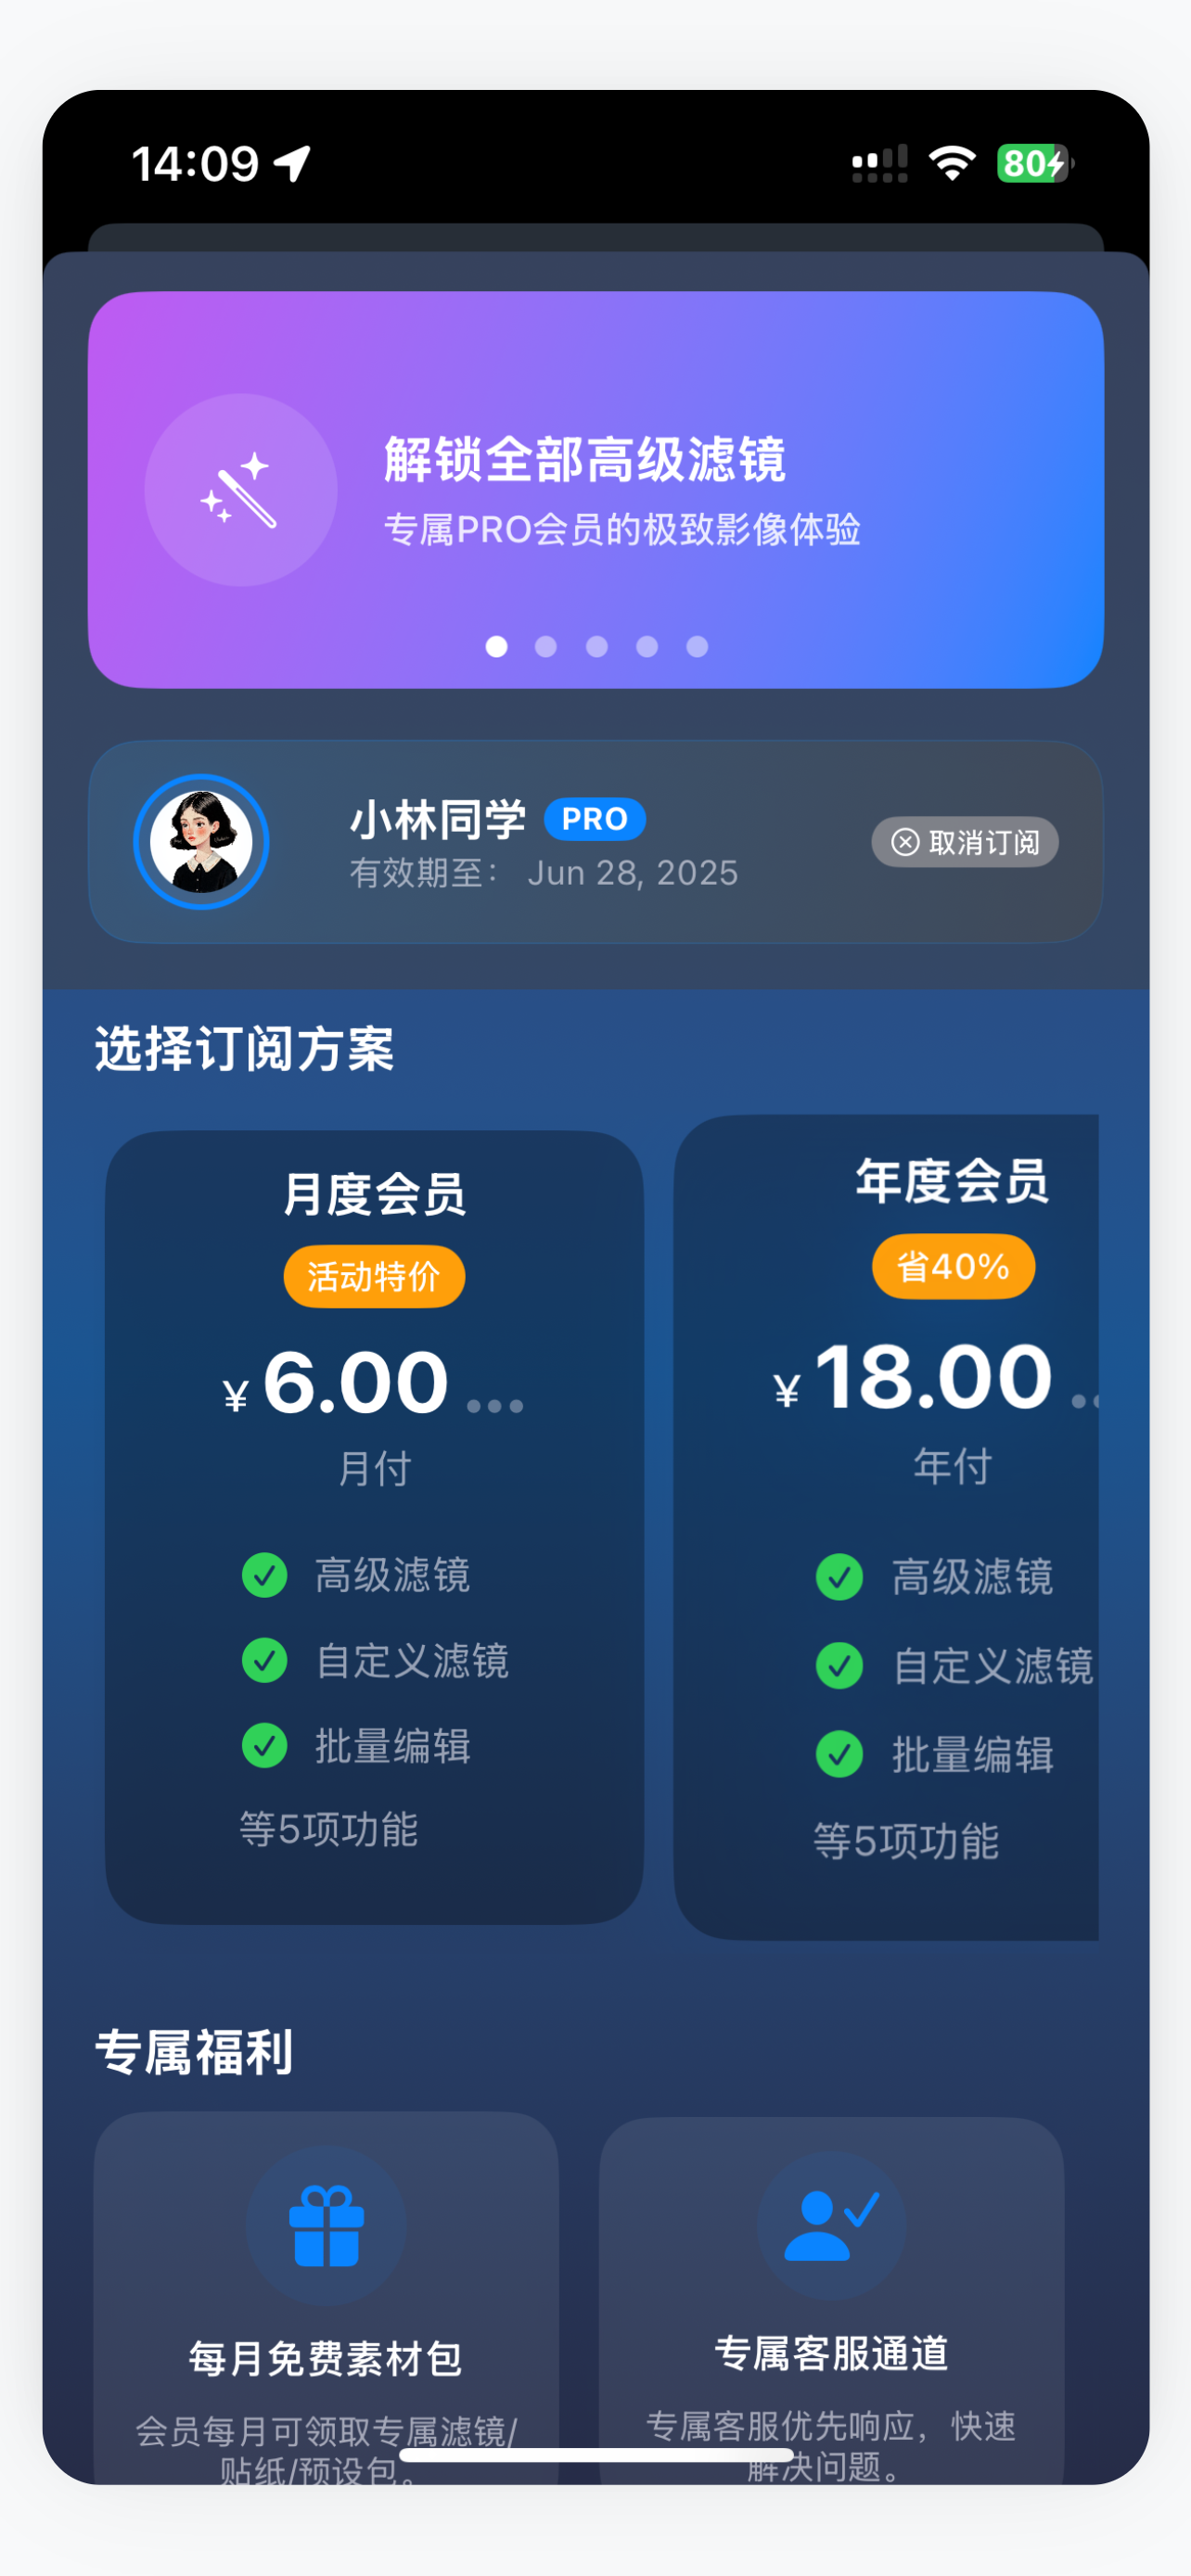 14:09
80
解锁全部高级滤镜
专属PRO会员的极致影像体验
小林同学 PRO
有效期至： Jun 28, 2025
取消订阅
选择订阅方案
月度会员
活动特价
¥ 6.00 ...
月付
高级滤镜
自定义滤镜
批量编辑
等5项功能
年度会员
省40%
¥ 18.00 ..
年付
高级滤镜
自定义滤镜
批量编辑
等5项功能
专属福利
每月免费素材包
会员每月可领取专属滤镜/
贴纸/预设包。
专属客服通道
专属客服优先响应，快速
解决问题。